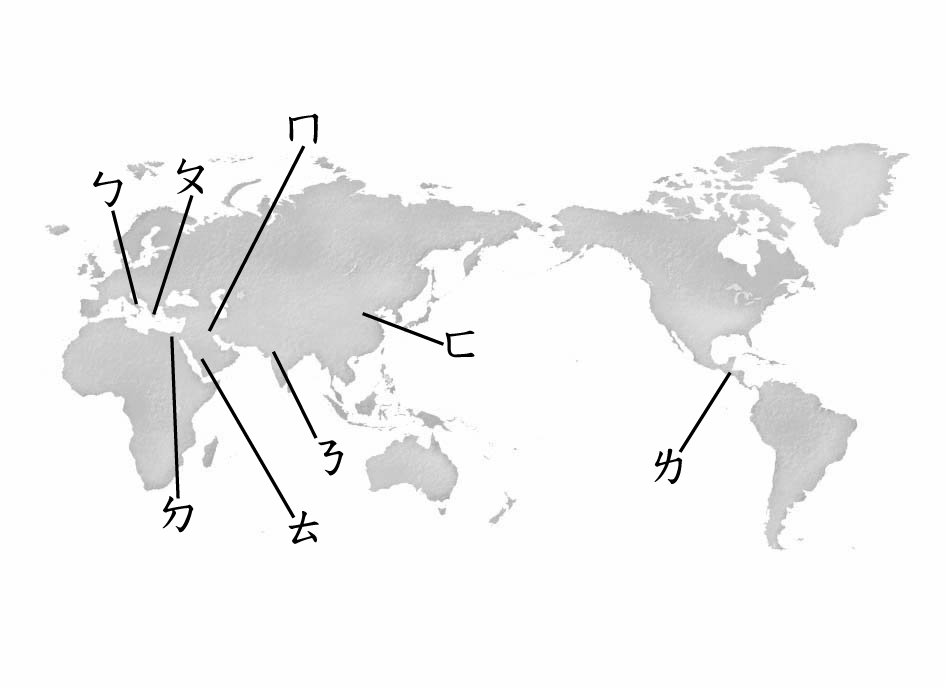 ㄇ
ㄅ
ㄆ
ㄈ
ㄋ
ㄌ
ㄉ
ㄊ